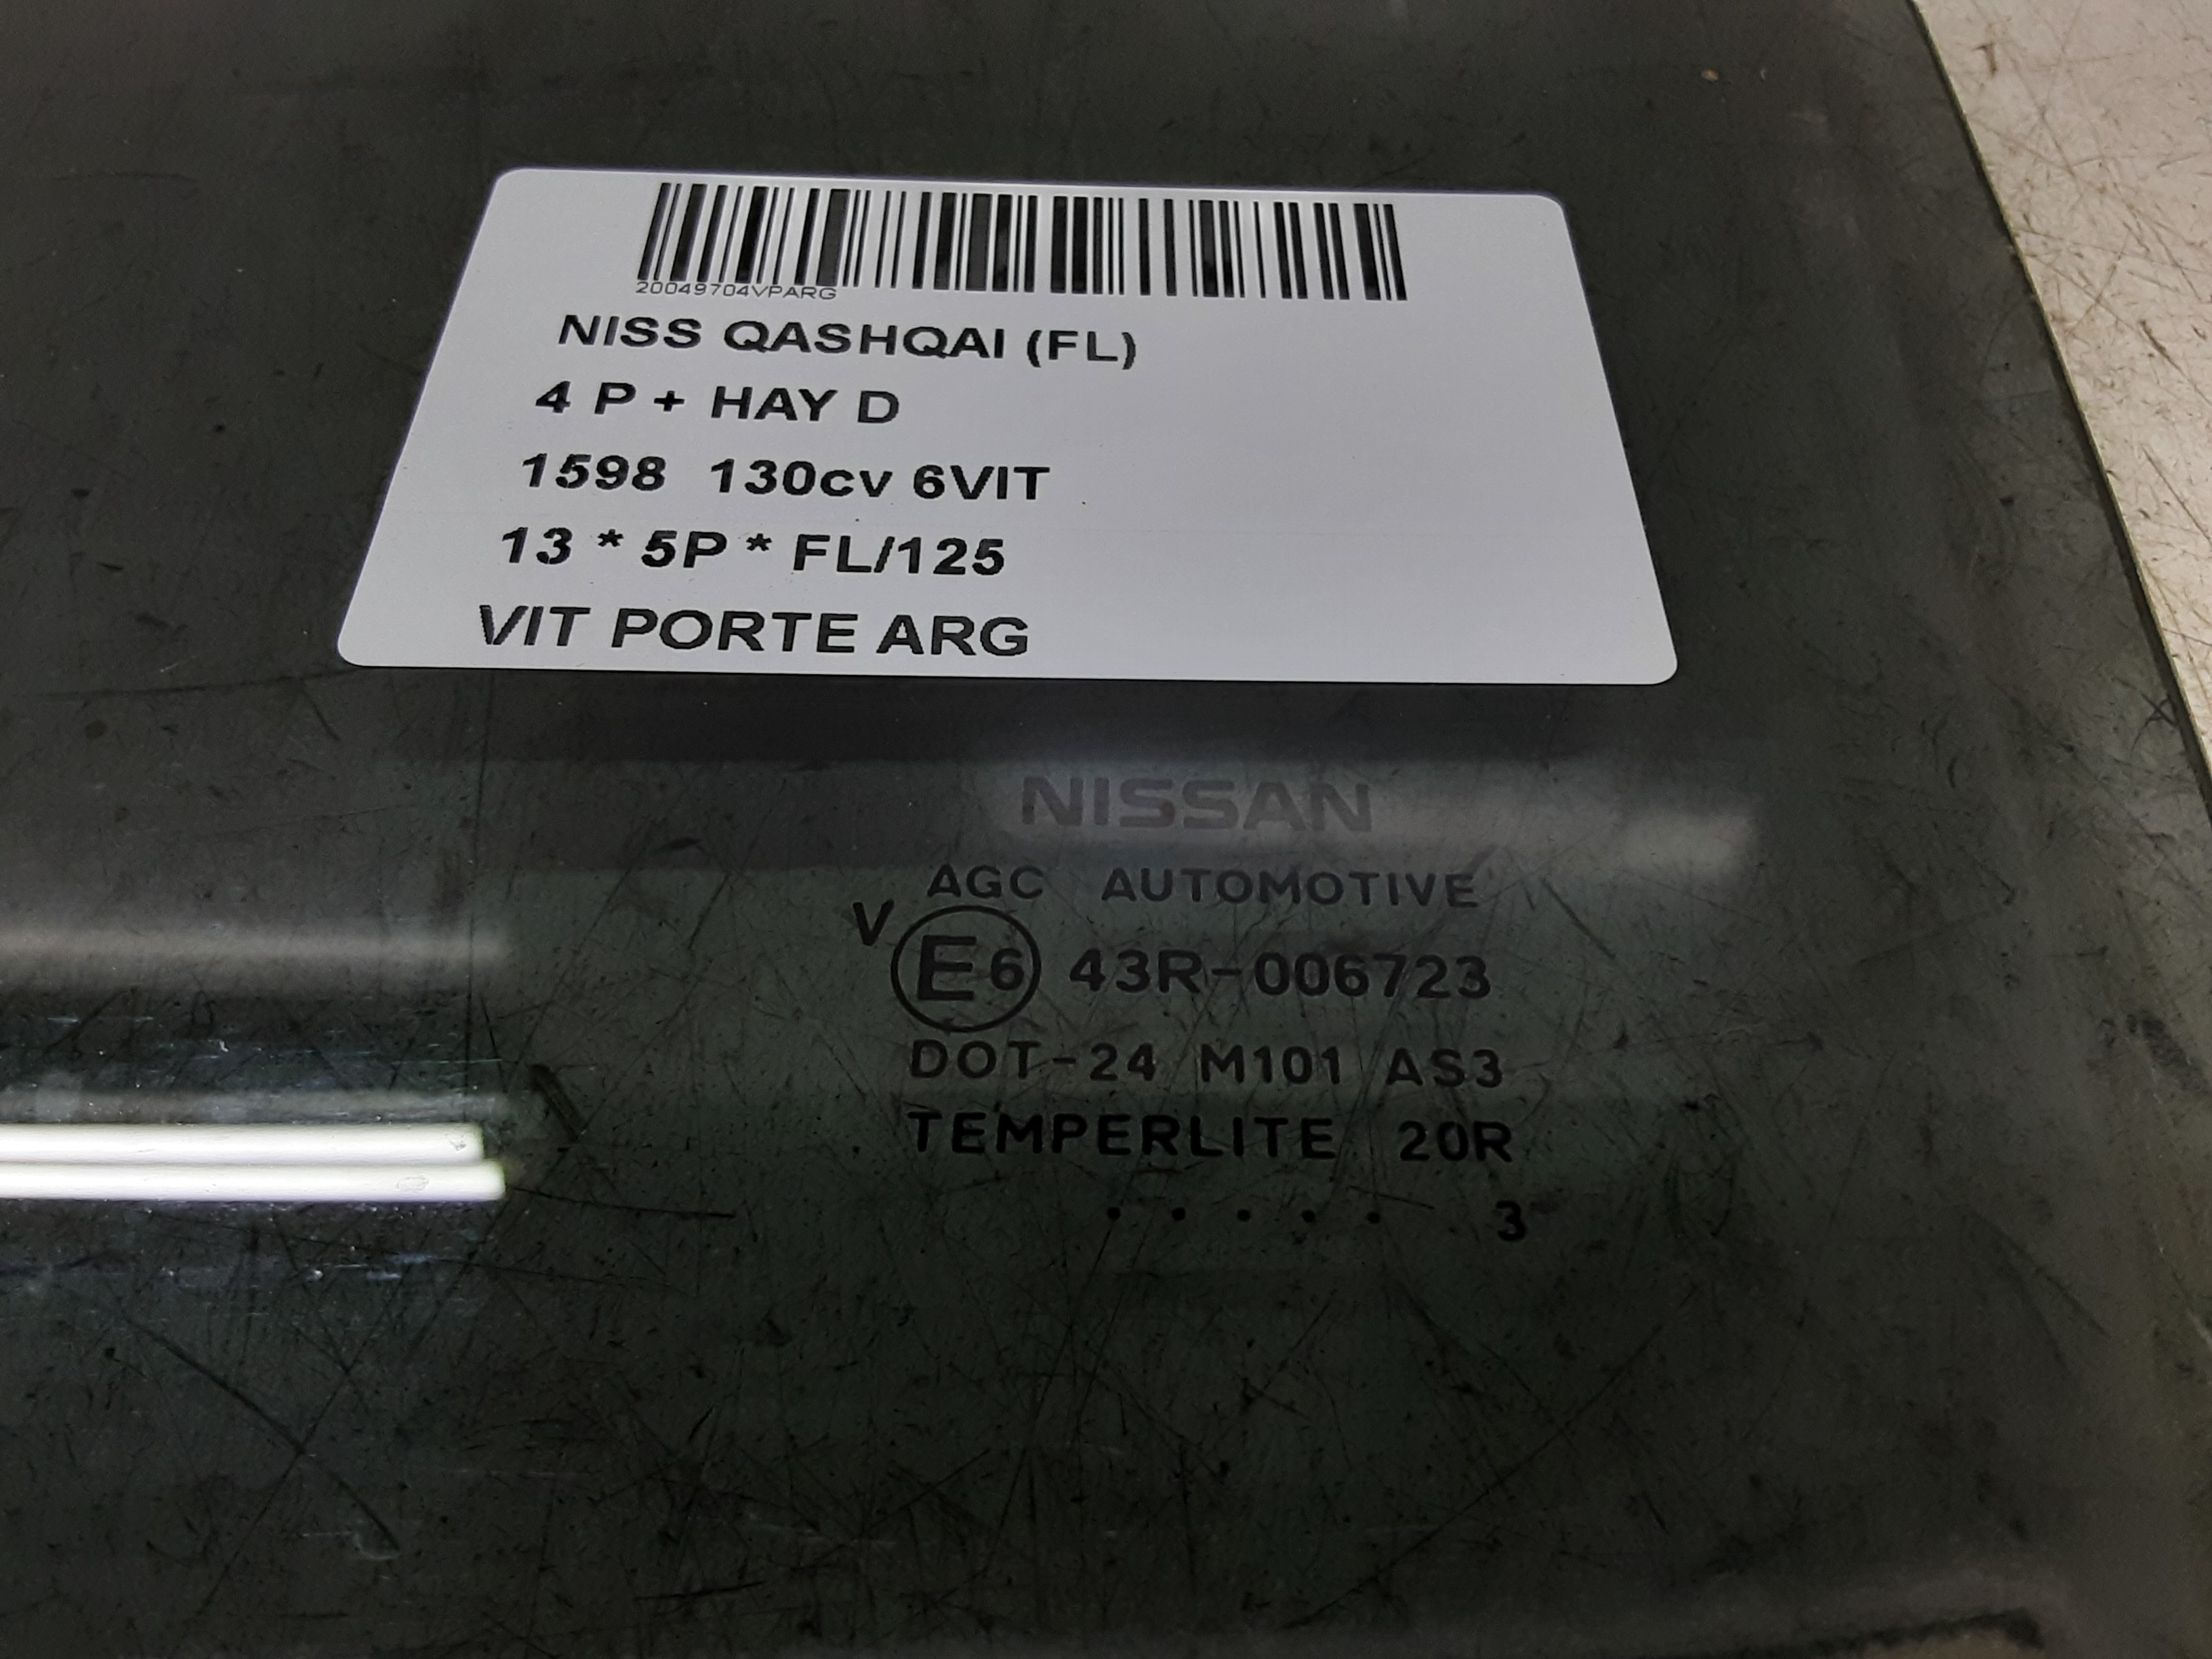 20049704VPARG
NISS QASHQAI (FL)
4 P + HAY D
1598 130cv 6VIT
13 * 5P * FL/125
VIT PORTE ARG
NISSAN
AGC AUTOMOTIVE
V E6 43R-006723
DOT-24 M101 AS3
TEMPERLITE 20R
. . . . . 3